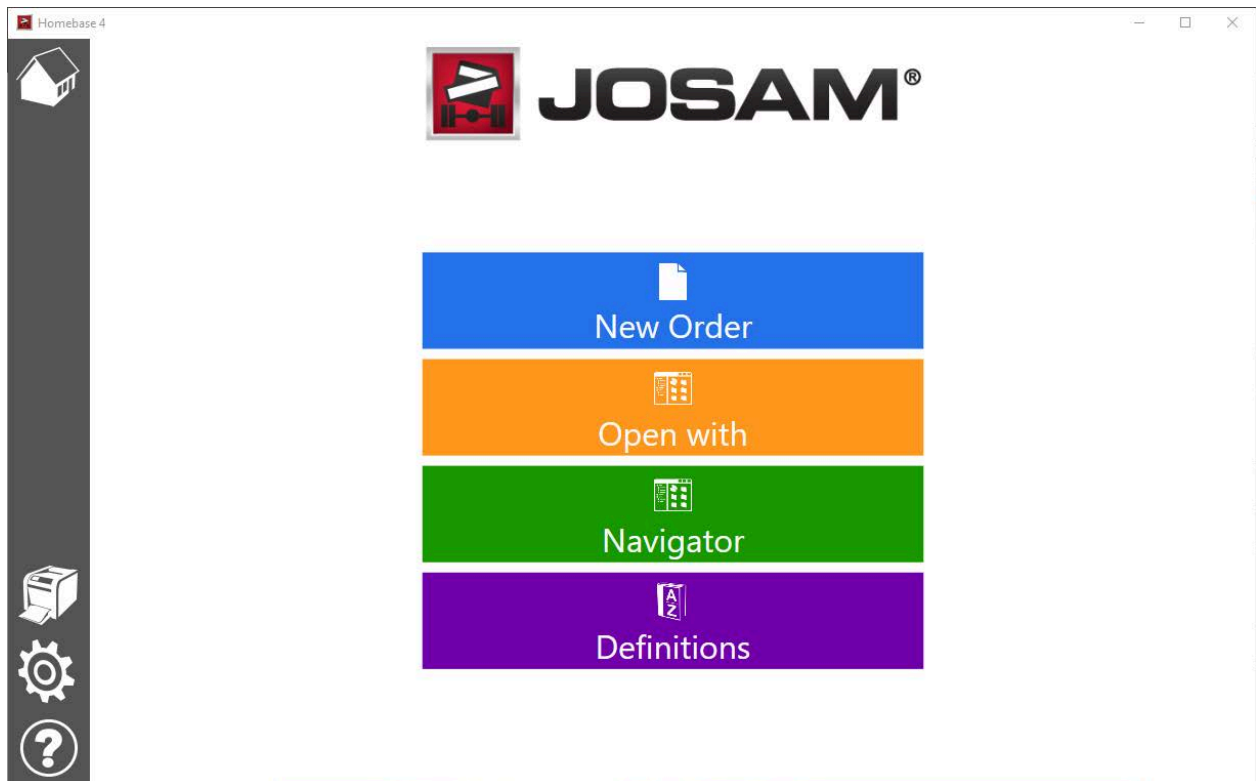 Homebase 4
JOSAM®
New Order
Open with
Navigator
A
Z
Definitions
?